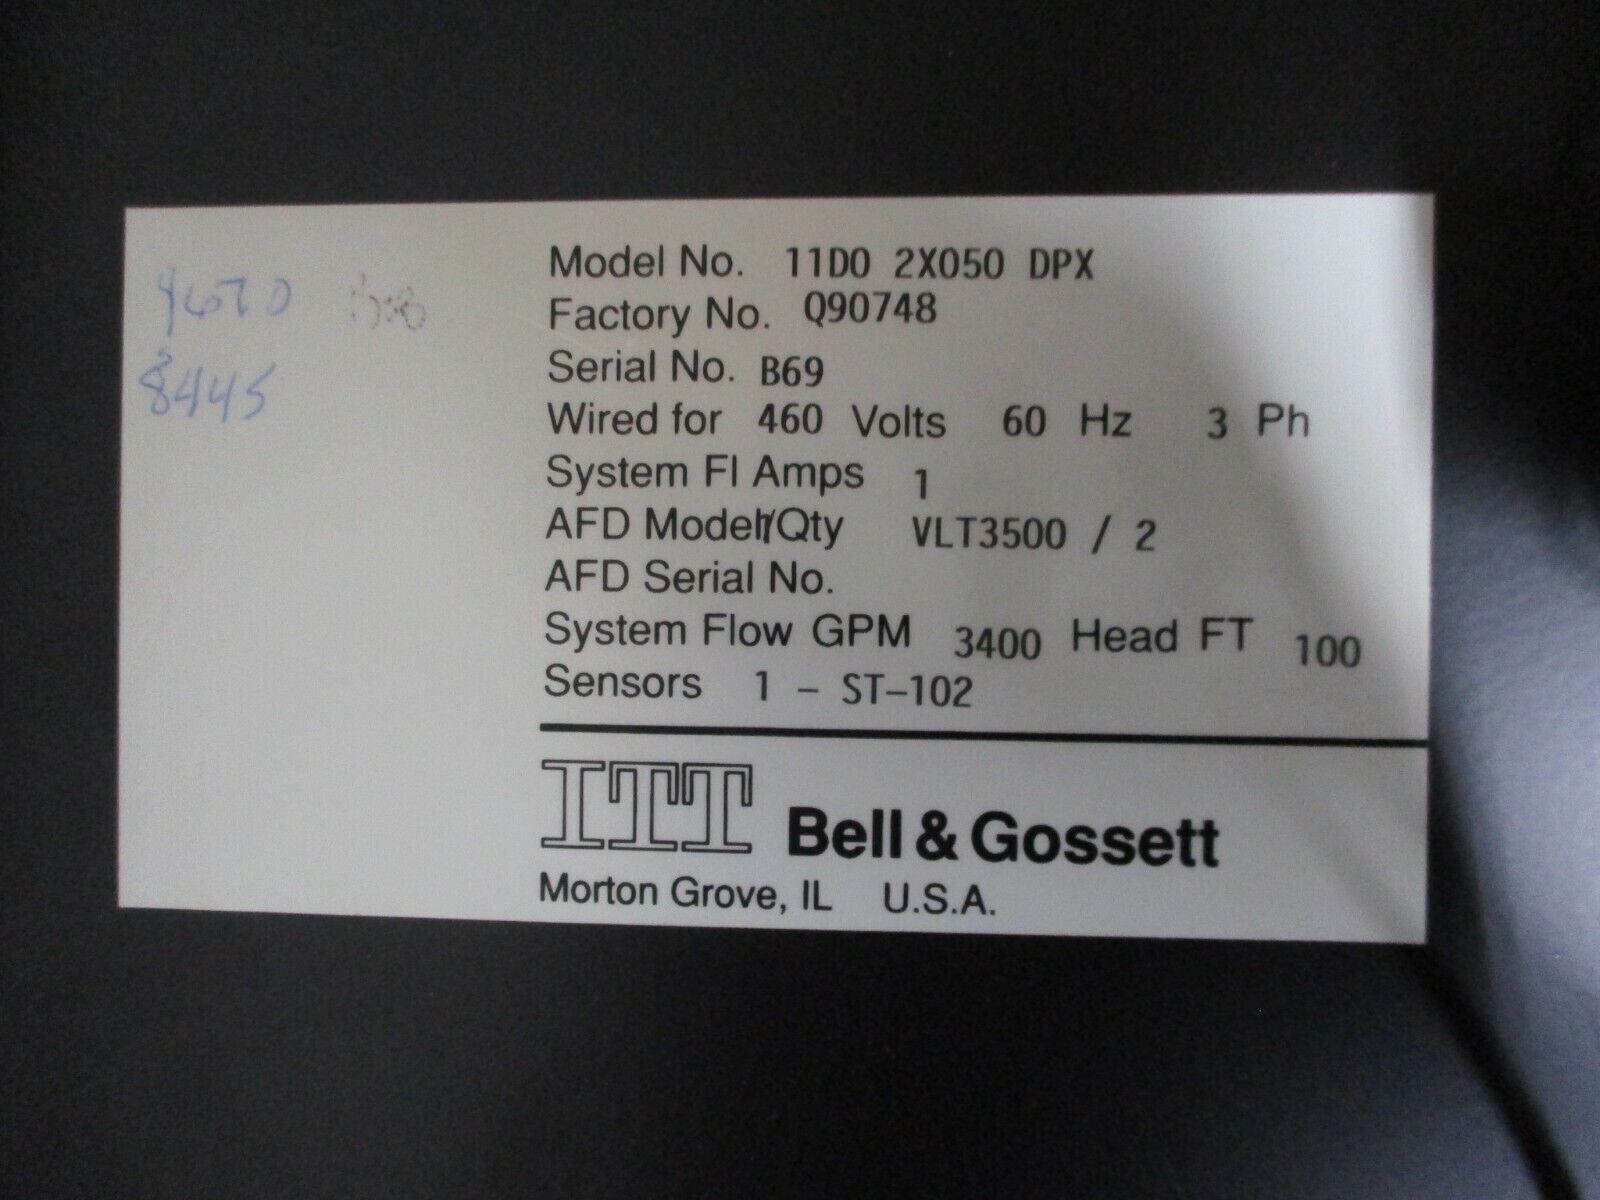 Model No. 11D0 2X050 DPX
Factory No. Q90748
Serial No. B69
Wired for 460 Volts 60 Hz 3 Ph
System Fl Amps 1
AFD Model/Qty VLT3500 / 2
AFD Serial No.
System Flow GPM 3400 Head FT 100
Sensors 1 - ST-102
ITT Bell & Gossett
Morton Grove, IL U.S.A.
8445